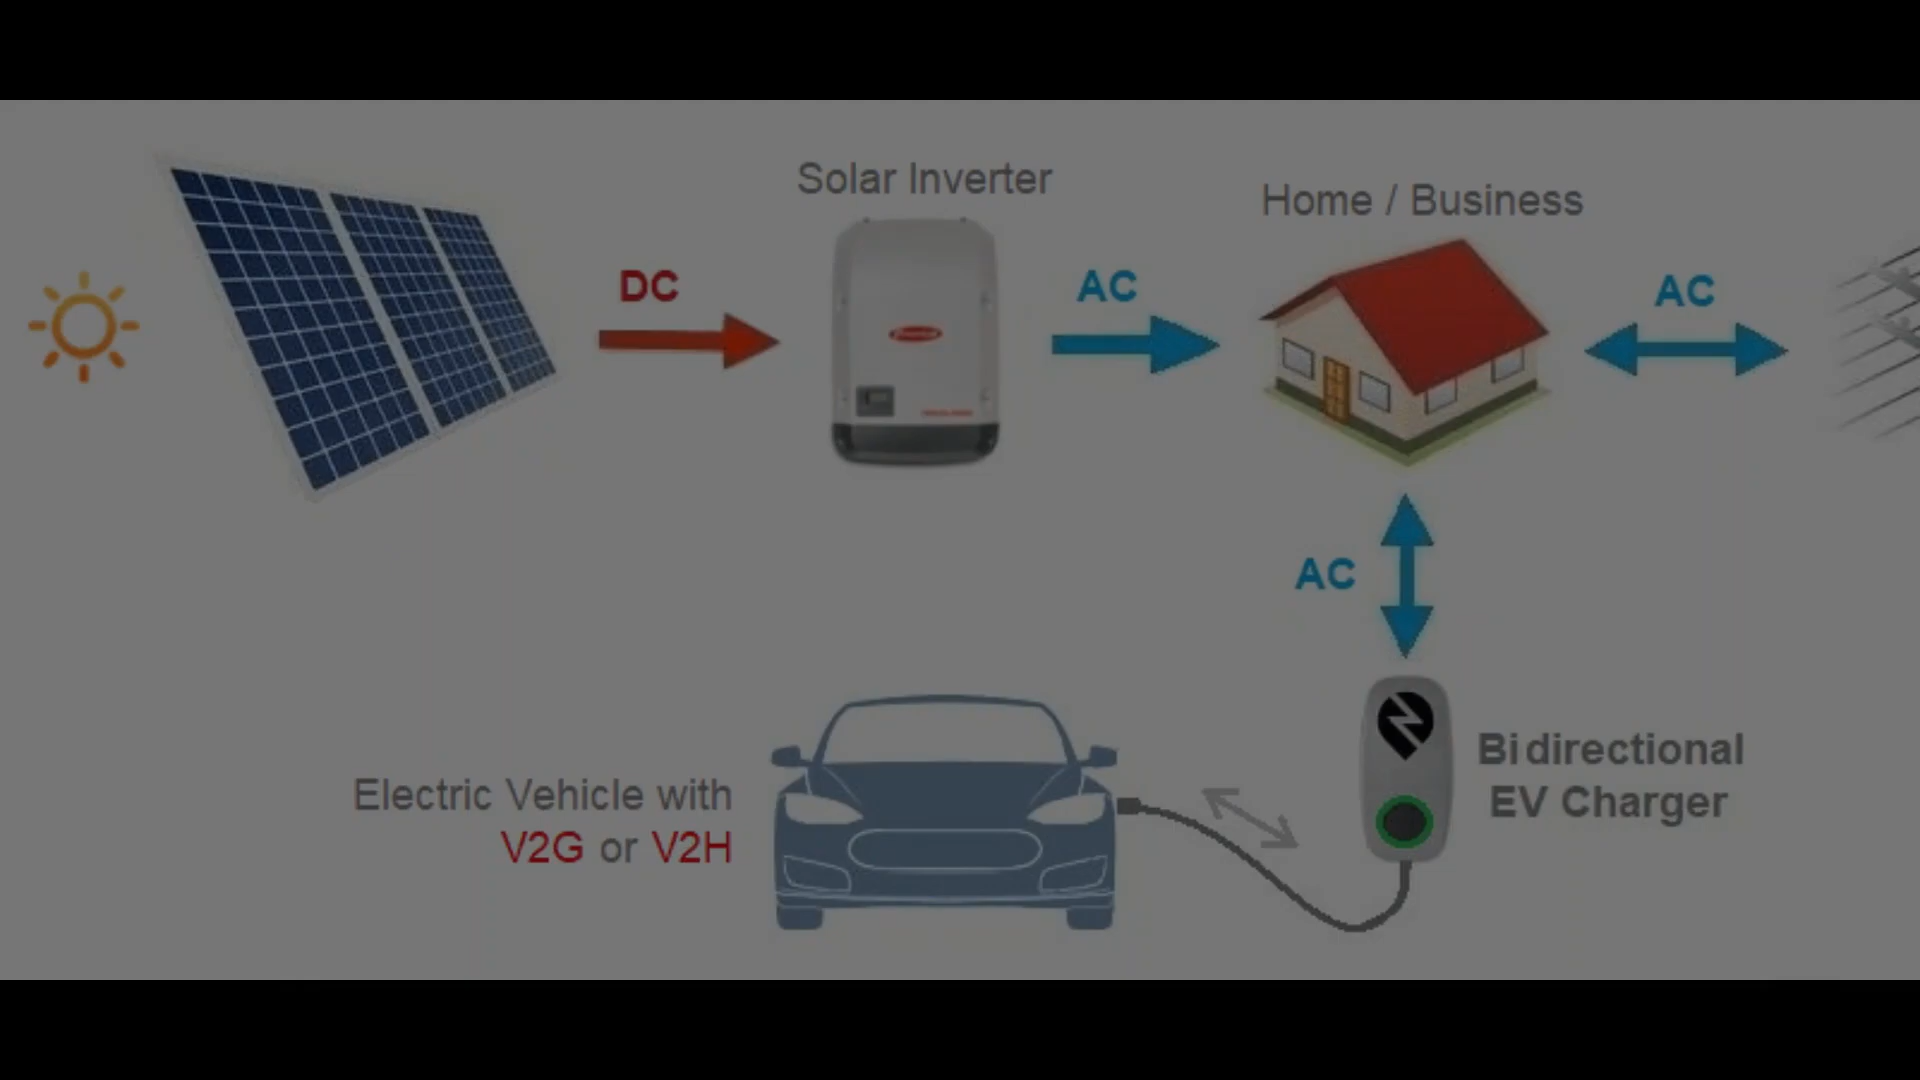 Solar Inverter
Home / Business
DC
AC
AC
AC
Electric Vehicle with
V2G or V2H
Bidirectional
EV Charger